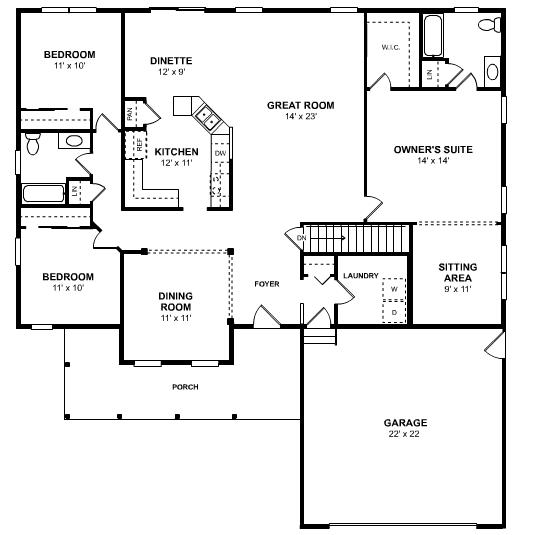 BEDROOM
11' x 10'
DINETTE
12' x 9'
W.I.C.
LIN
GREAT ROOM
14' x 23'
PAN
REF
KITCHEN
12' x 11'
DW
OWNER'S SUITE
14' x 14'
LIN
DN
BEDROOM
11' x 10'
DINING
ROOM
11' x 11'
FOYER
LAUNDRY
W
D
SITTING
AREA
9' x 11'
PORCH
GARAGE
22' x 22